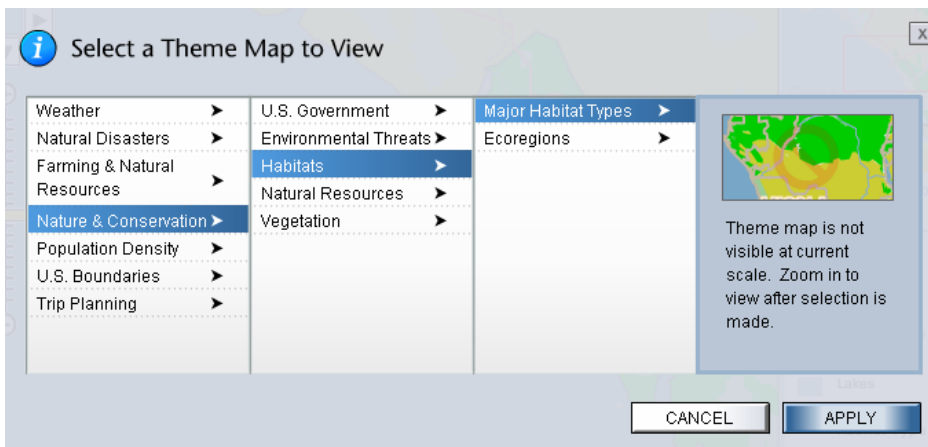 Select a Theme Map to View
X
Weather
Natural Disasters
Farming & Natural
Resources
Nature & Conservation
Population Density
U.S. Boundaries
Trip Planning
U.S. Government
Environmental Threats
Habitats
Natural Resources
Vegetation
Major Habitat Types
Ecoregions
Theme map is not
visible at current
scale. Zoom in to
view after selection is
made.
Lakes
CANCEL
APPLY